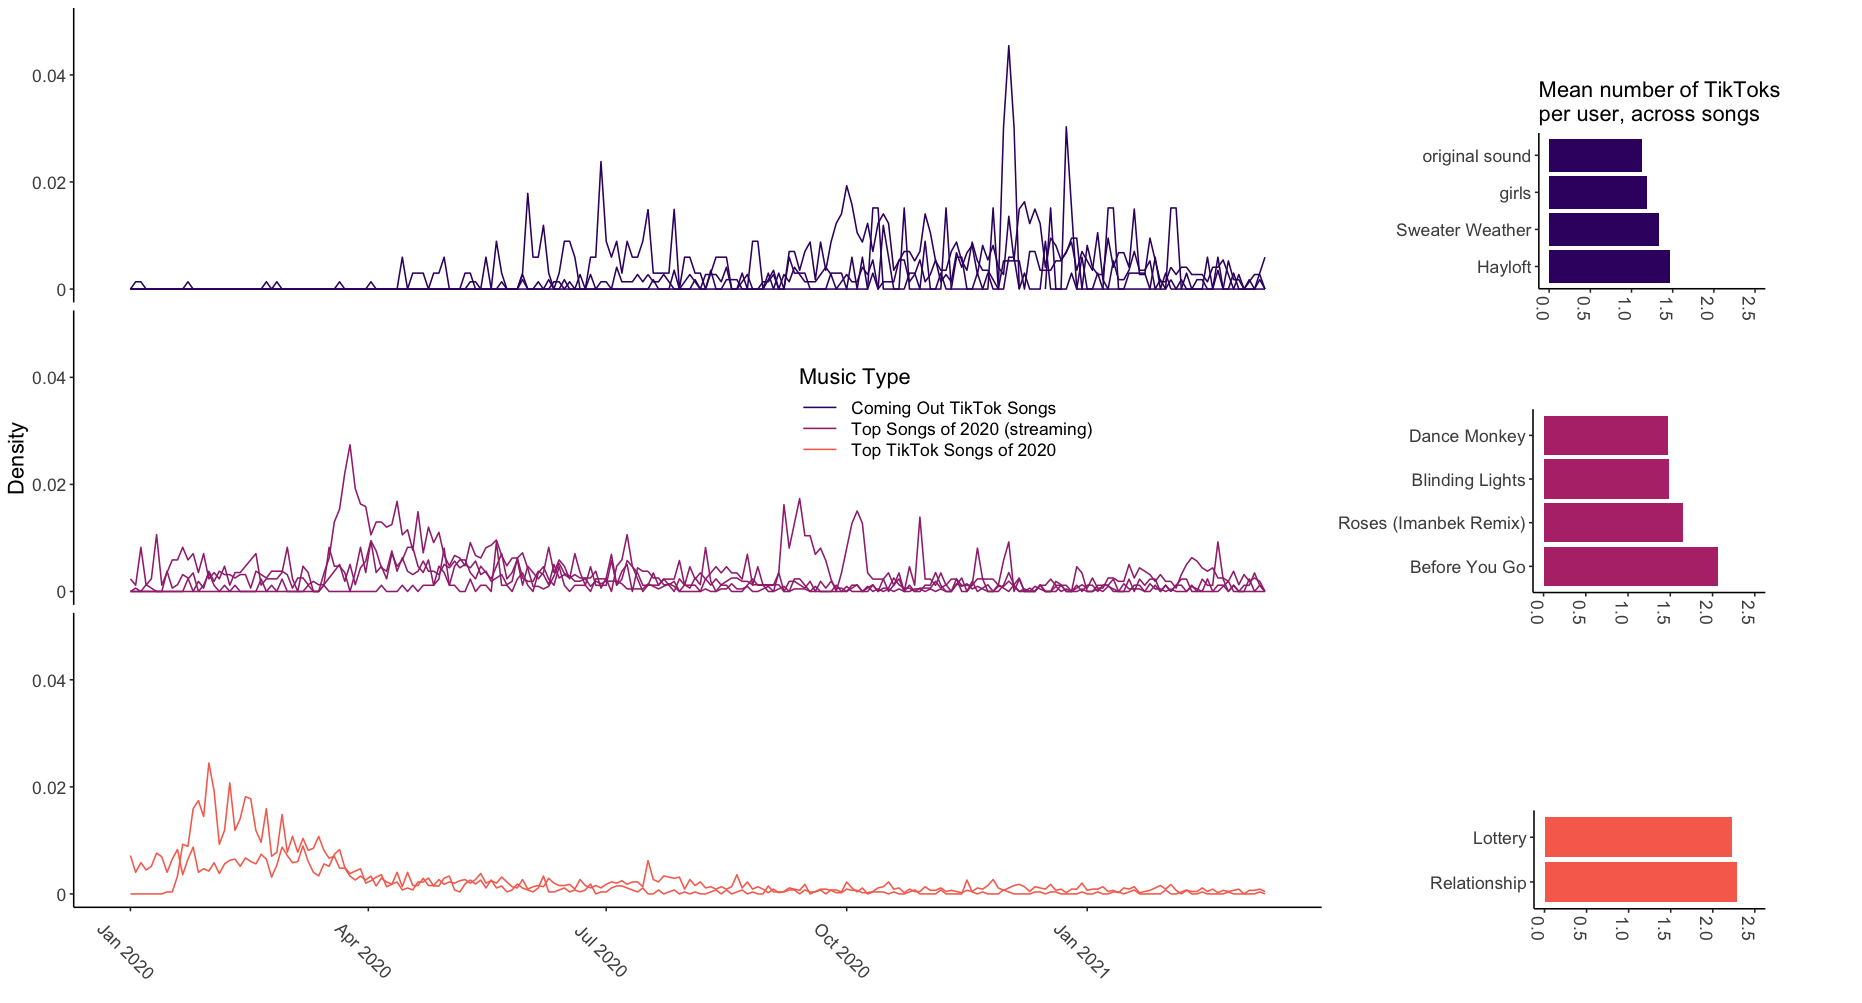 Density
0.04
0.02
0
0.04
0.02
0
0.04
0.02
0
Jan 2020
Apr 2020
Jul 2020
Oct 2020
Jan 2021
Music Type
Coming Out TikTok Songs
Top Songs of 2020 (streaming)
Top TikTok Songs of 2020
Mean number of TikToks
per user, across songs
original sound
girls
Sweater Weather
Hayloft
0.0 0.5 1.0 1.5 2.0 2.5
Dance Monkey
Blinding Lights
Roses (Imanbek Remix)
Before You Go
0.0 0.5 1.0 1.5 2.0 2.5
Lottery
Relationship
0.0 0.5 1.0 1.5 2.0 2.5